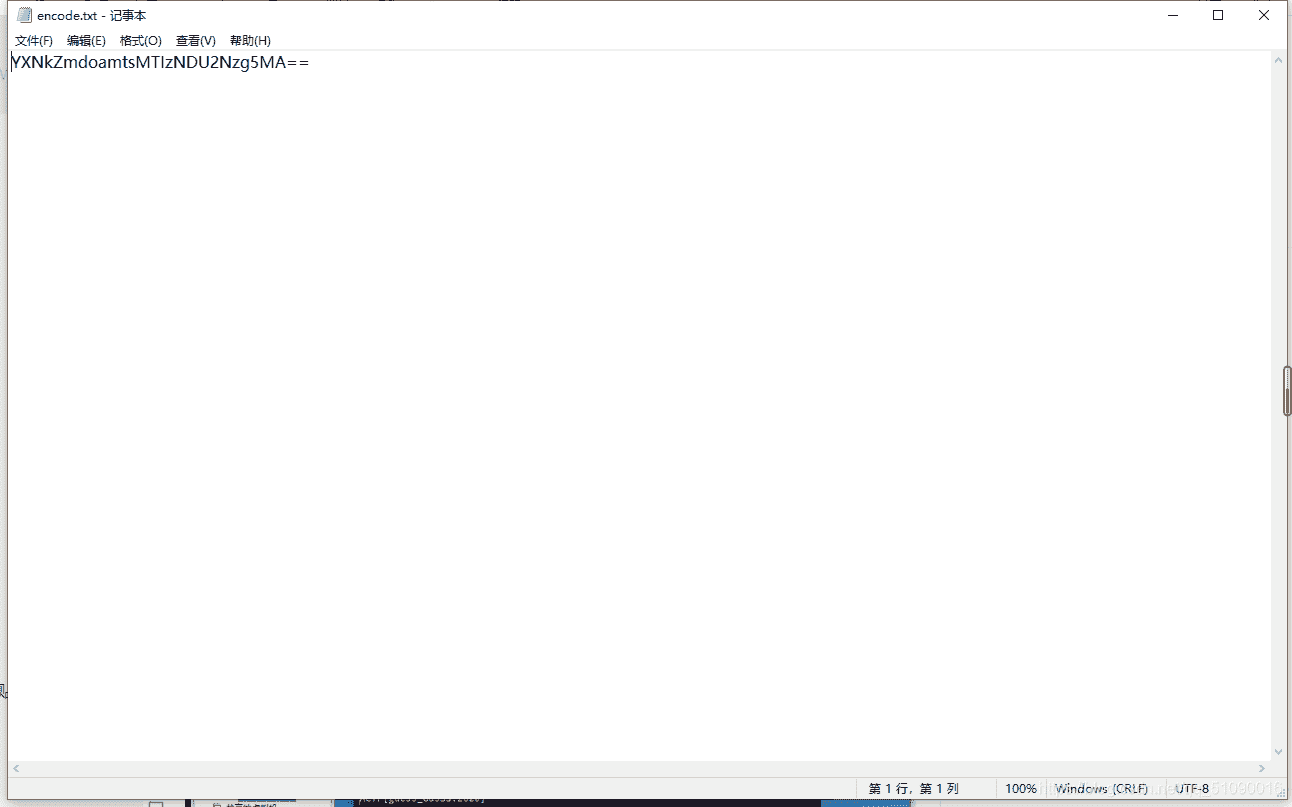 encode.txt - 记事本
文件(F) 编辑(E) 格式(O) 查看(V) 帮助(H)
YXNkZmdoamtsMTIzNDU2Nzg5MA==
第 1 行，第 1 列 100% Windows (CRLF) UTF-8